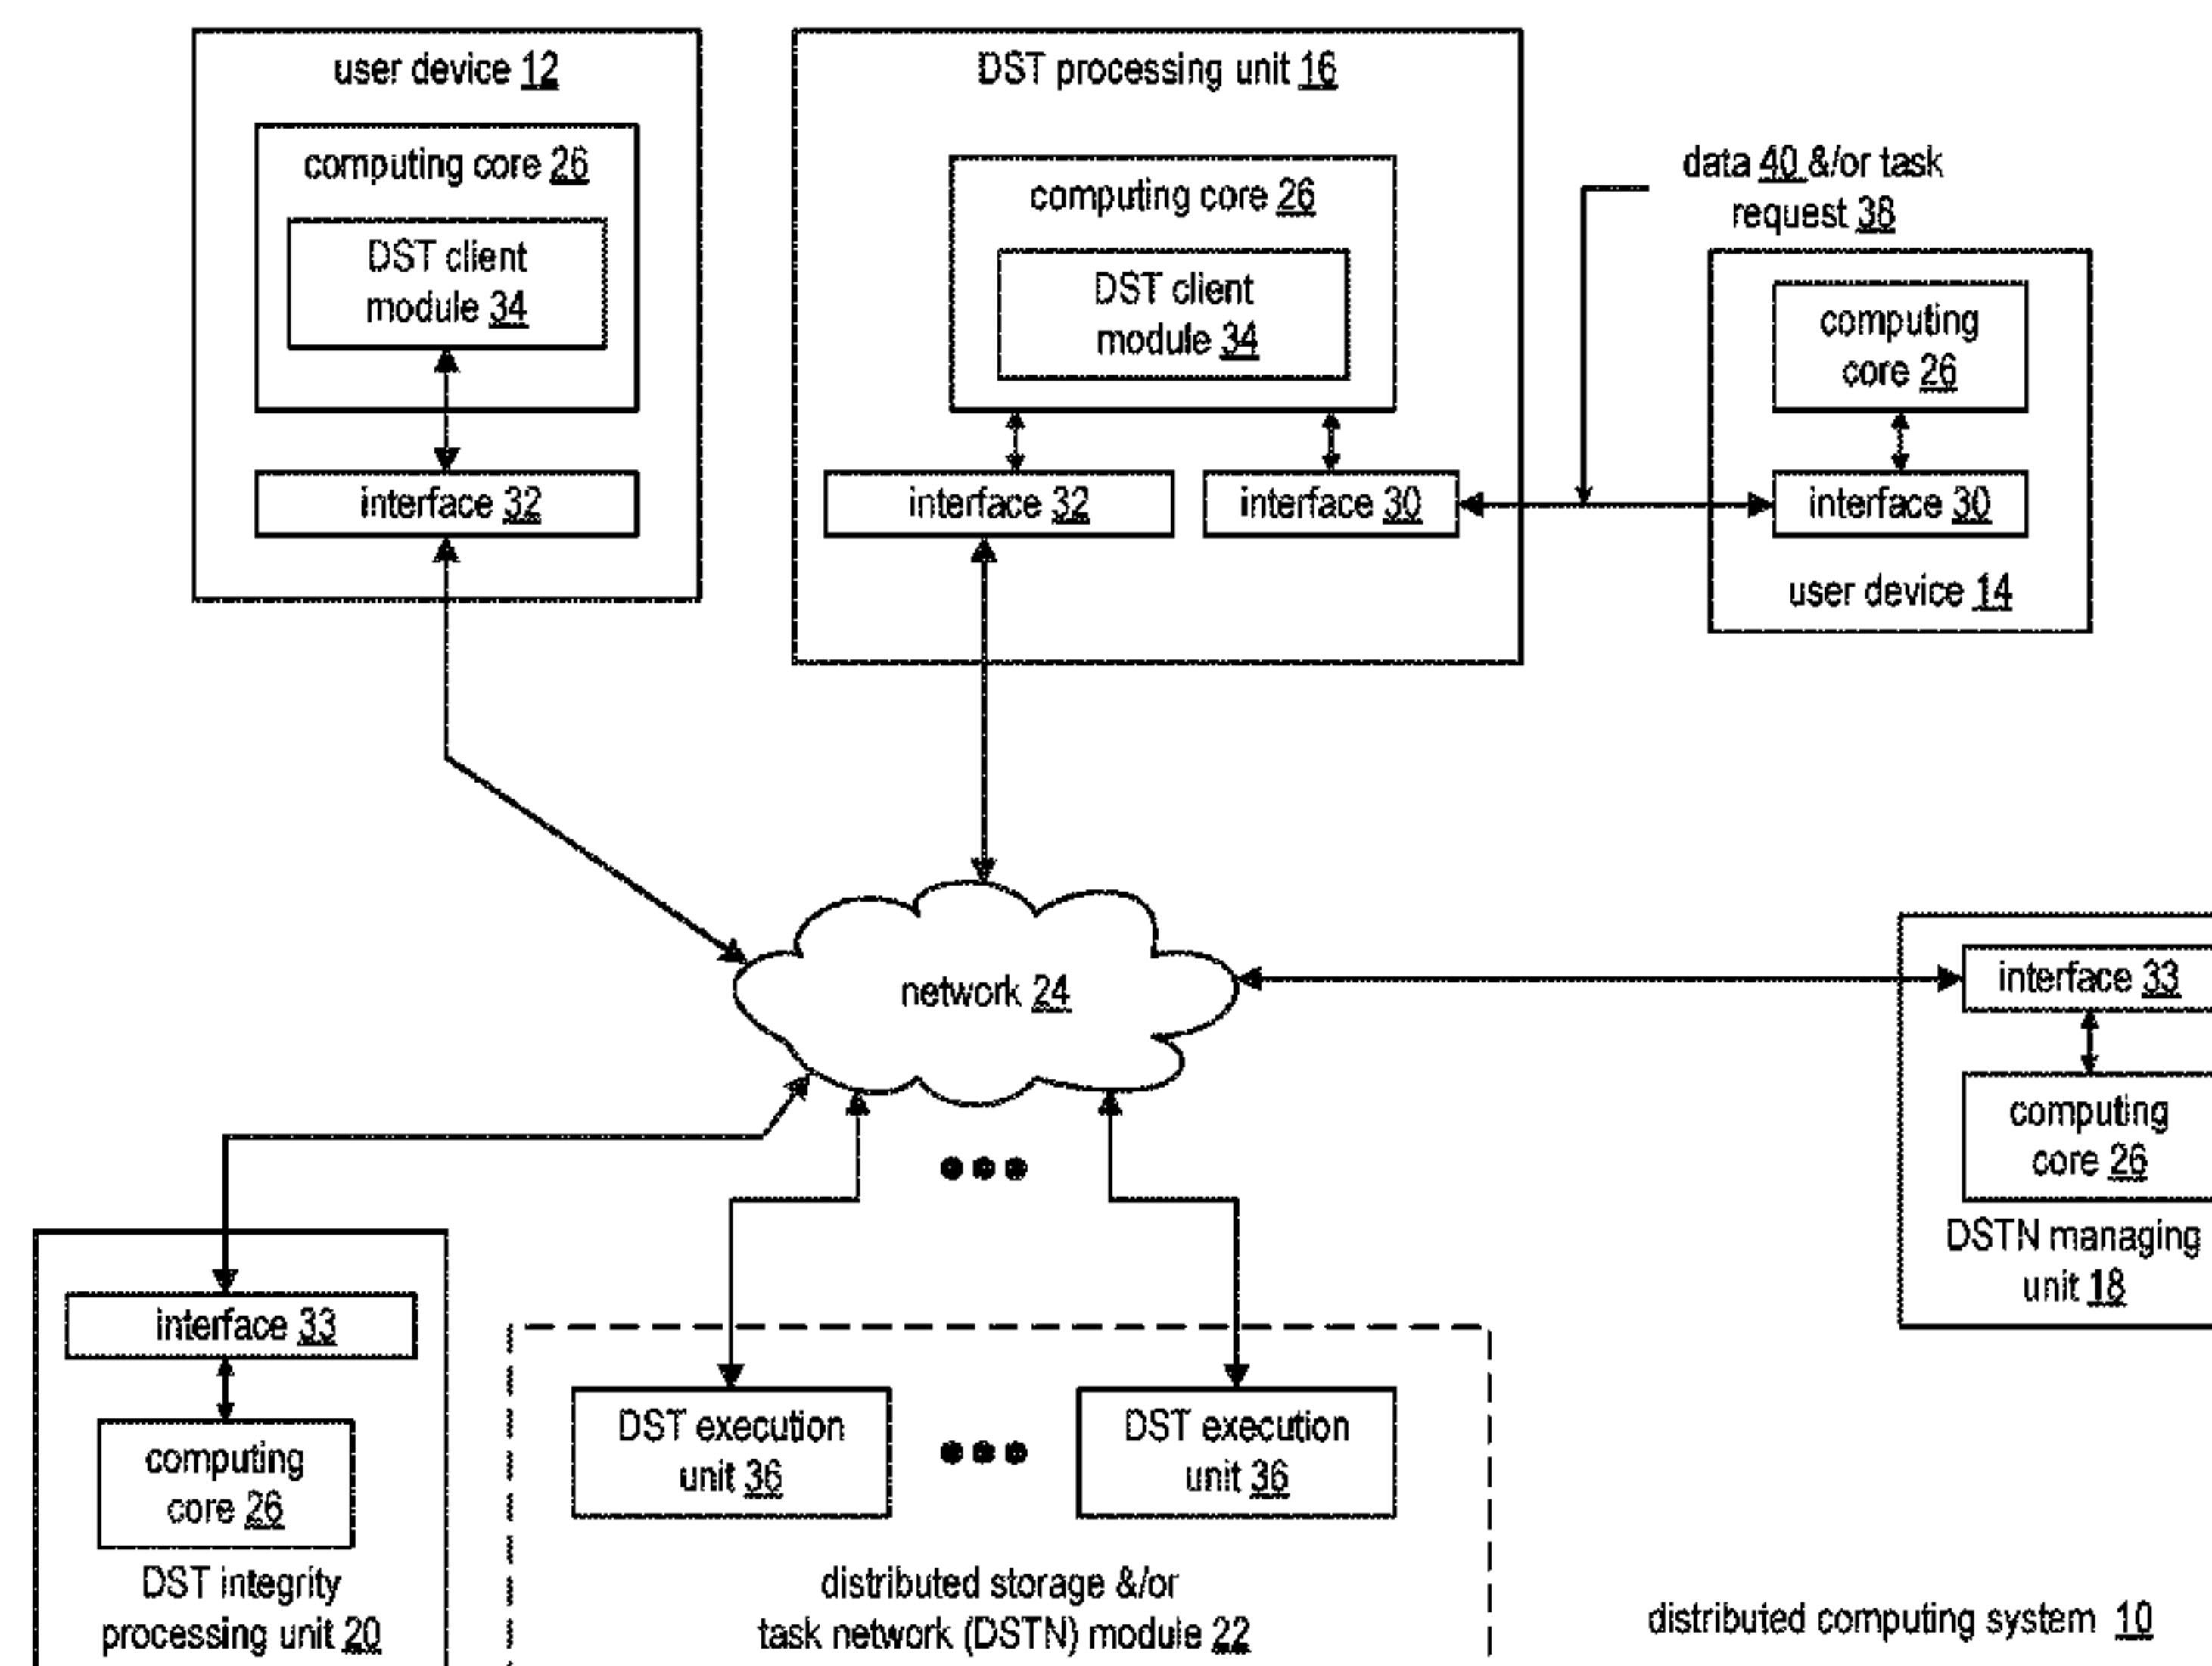 user device 12
computing core 26
DST client
module 34
interface 32
DST processing unit 16
computing core 26
DST client
module 34
interface 32
interface 30
data 40 &/or task
request 38
computing
core 26
interface 30
user device 14
network 24
interface 33
computing
core 26
DSTN managing
unit 18
interface 33
computing
core 26
DST integrity
processing unit 20
DST execution
unit 36
DST execution
unit 36
distributed storage &/or
task network (DSTN) module 22
distributed computing system 10